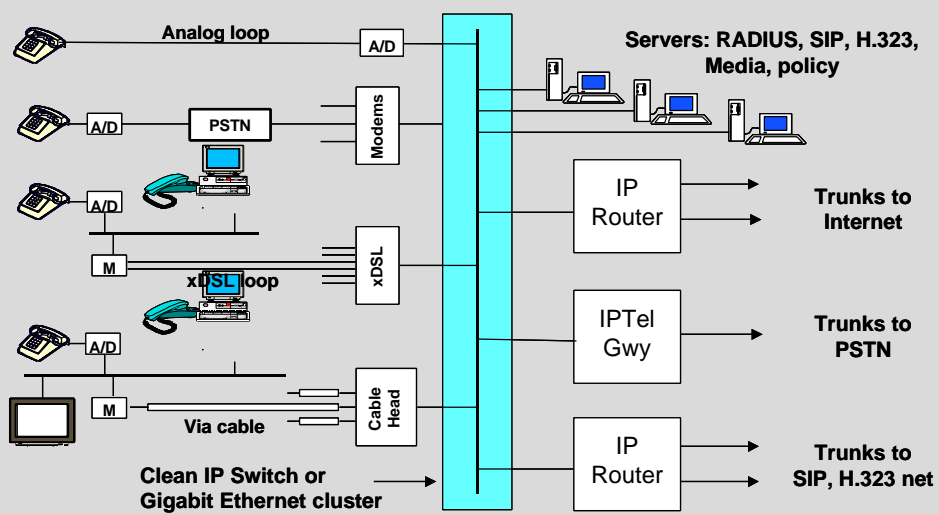 Analog loop
A/D
Servers: RADIUS, SIP, H.323,
Media, policy
A/D
PSTN
Modems
A/D
IP
Router
Trunks to
Internet
M
xDSL loop
xDSL
A/D
IPTel
Gwy
Trunks to
PSTN
M
Via cable
Cable
Head
Clean IP Switch or
Gigabit Ethernet cluster
IP
Router
Trunks to
SIP, H.323 net